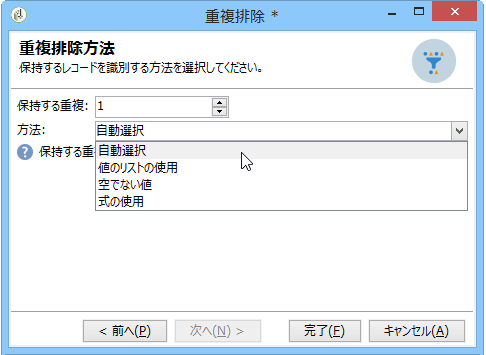 重複排除 *
重複排除方法
保持するレコードを識別する方法を選択してください。
保持する重複: 1
方法: 自動選択
保持する重
自動選択
値のリストの使用
空でない値
式の使用
< 前へ(P)
次へ(N) >
完了(F)
キャンセル(A)